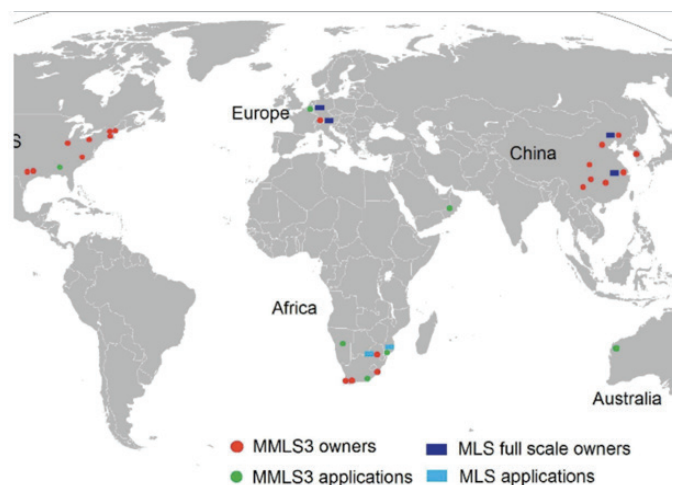 Europe
S
China
Africa
Australia
MMLS3 owners
MLS full scale owners
MMLS3 applications
MLS applications